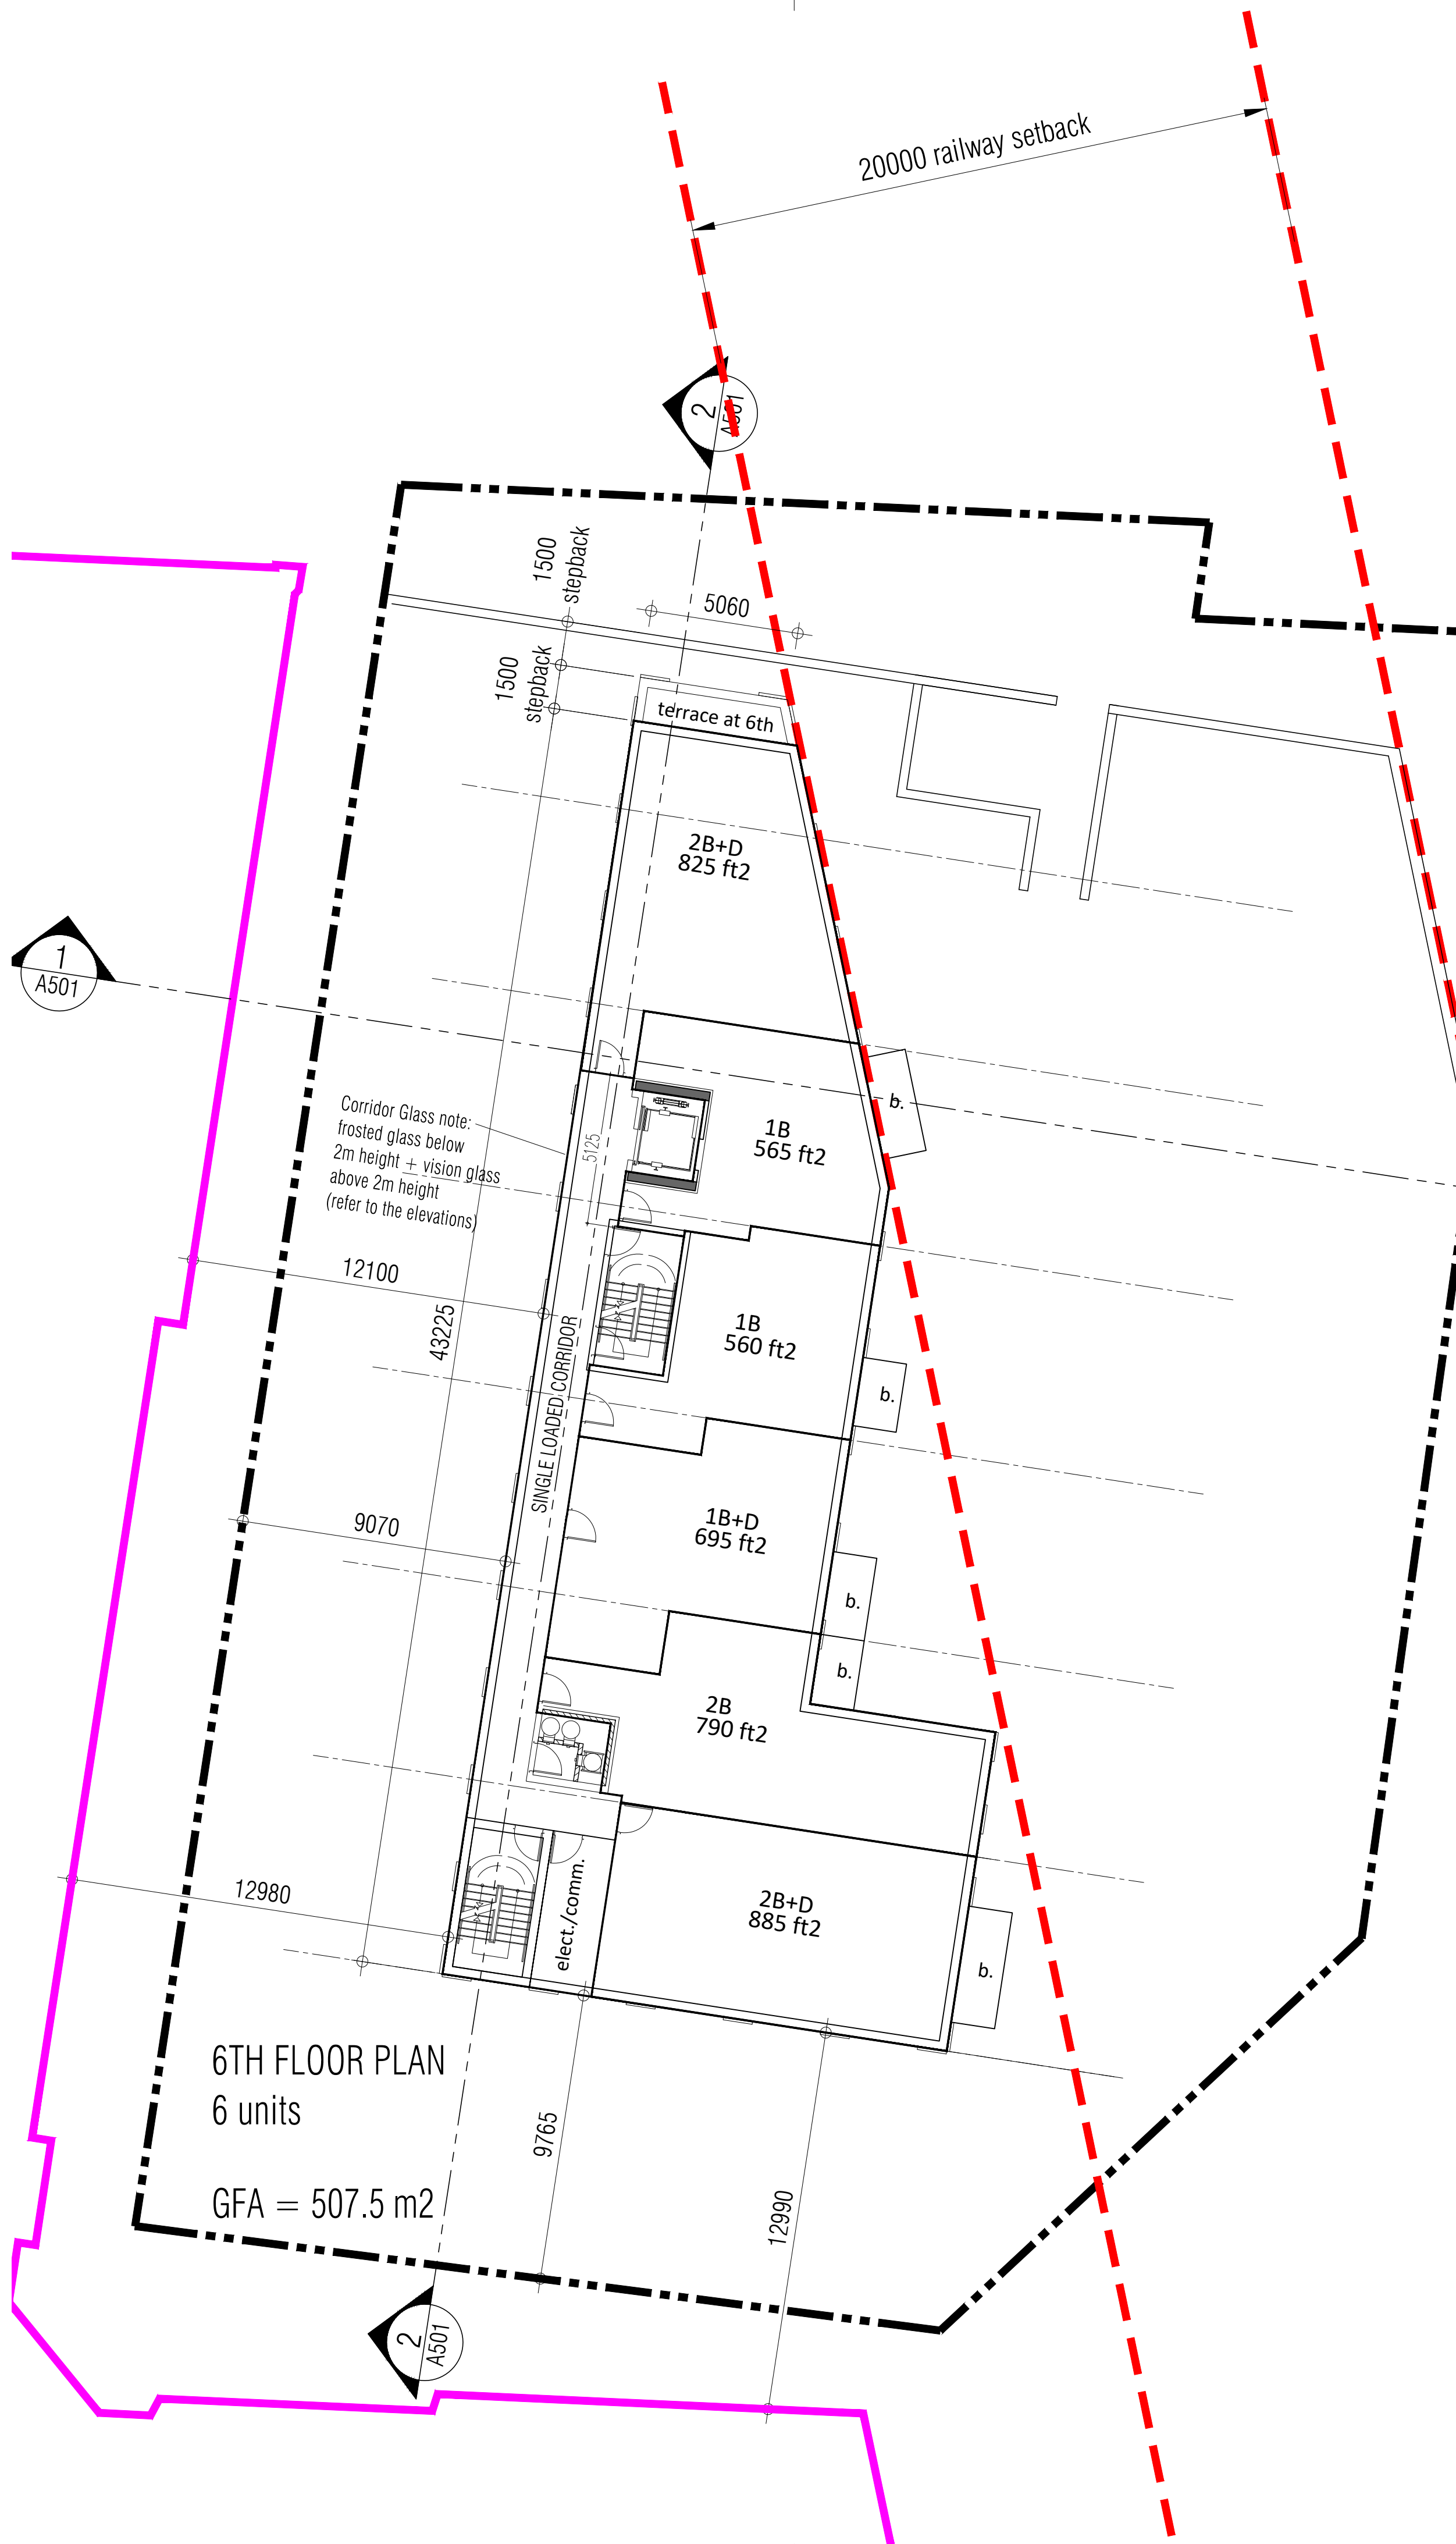 20000 railway setback
2
A501
1500
stepback
5060
1500
stepback
terrace at 6th
2B+D
825 ft2
1
A501
b.
Corridor Glass note:
frosted glass below
2m height + vision glass
above 2m height
(refer to the elevations)
5125
1B
565 ft2
12100
43225
1B
560 ft2
SINGLE LOADED CORRIDOR
b.
9070
1B+D
695 ft2
b.
b.
2B
790 ft2
12980
elect./comm.
2B+D
885 ft2
b.
6TH FLOOR PLAN
6 units
GFA = 507.5 m2
9765
12990
2
A501